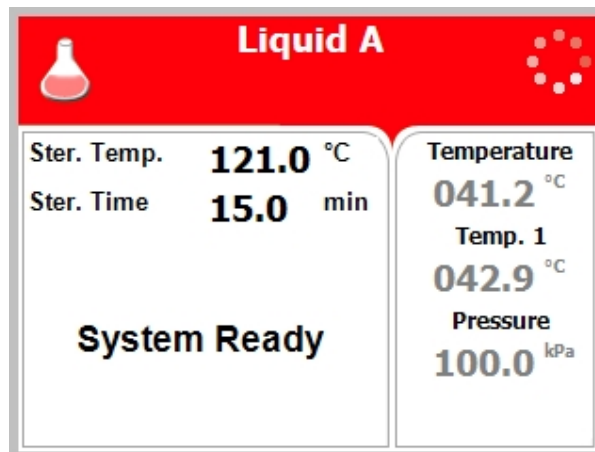 Liquid A
Ster. Temp. 121.0 °C
Ster. Time 15.0 min
System Ready
Temperature
041.2 °C
Temp. 1
042.9 °C
Pressure
100.0 kPa